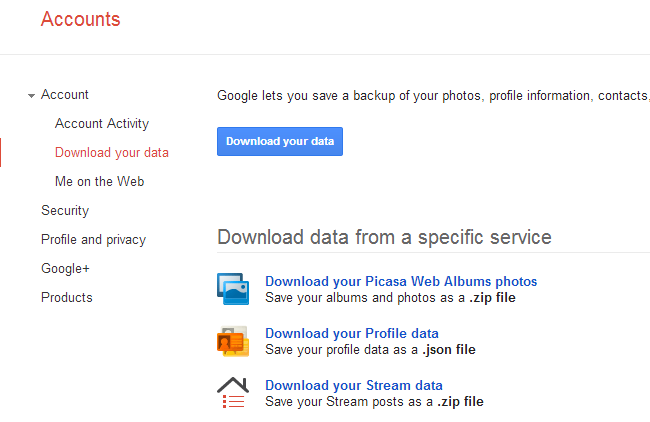 Accounts
Account
Account Activity
Download your data
Me on the Web
Security
Profile and privacy
Google+
Products
Google lets you save a backup of your photos, profile information, contacts,
Download your data
Download data from a specific service
Download your Picasa Web Albums photos
Save your albums and photos as a .zip file
Download your Profile data
Save your profile data as a .json file
Download your Stream data
Save your Stream posts as a .zip file